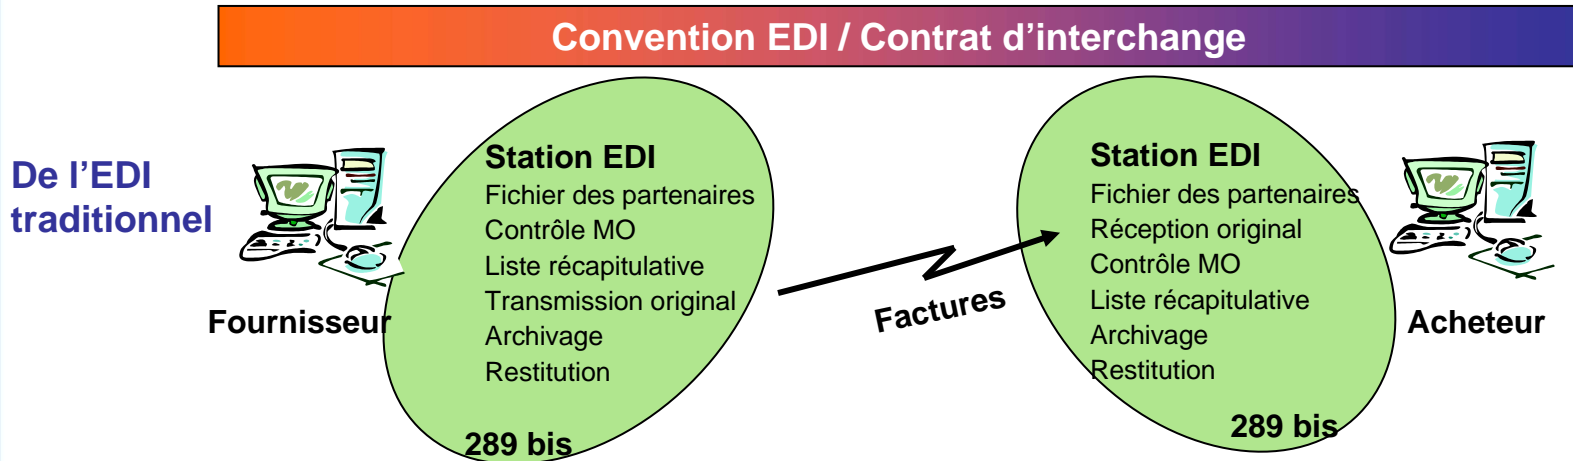 Convention EDI / Contrat d’interchange
De l’EDI
traditionnel
Fournisseur
Station EDI
Fichier des partenaires
Contrôle MO
Liste récapitulative
Transmission original
Archivage
Restitution
289 bis
Factures
Station EDI
Fichier des partenaires
Réception original
Contrôle MO
Liste récapitulative
Archivage
Restitution
289 bis
Acheteur